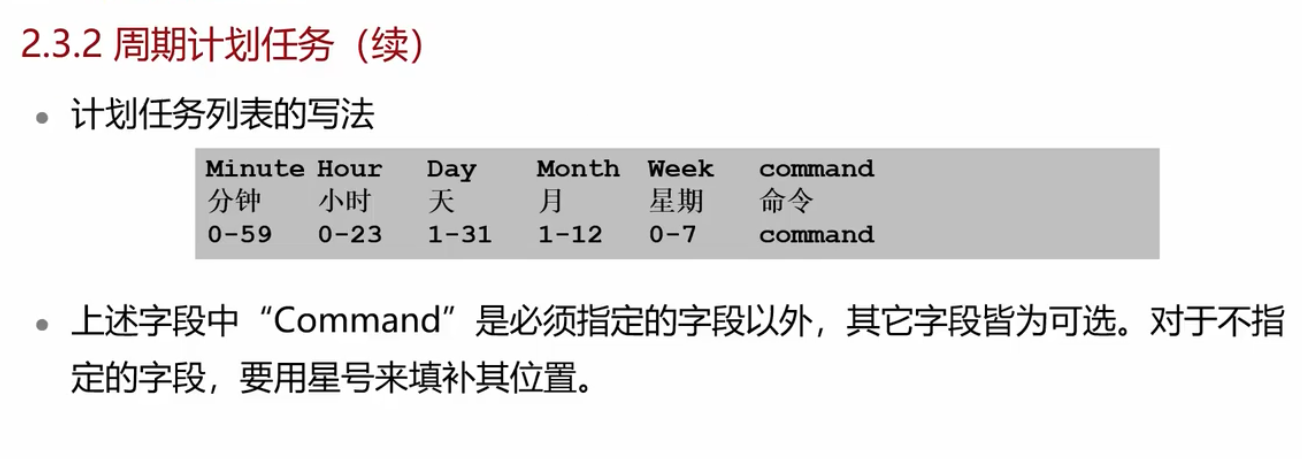 2.3.2 周期计划任务（续）
• 计划任务列表的写法
Minute Hour Day Month Week command
分钟 小时 天 月 星期 命令
0-59 0-23 1-31 1-12 0-7 command
• 上述字段中“Command”是必须指定的字段以外，其它字段皆为可选。对于不指
定的字段，要用星号来填补其位置。